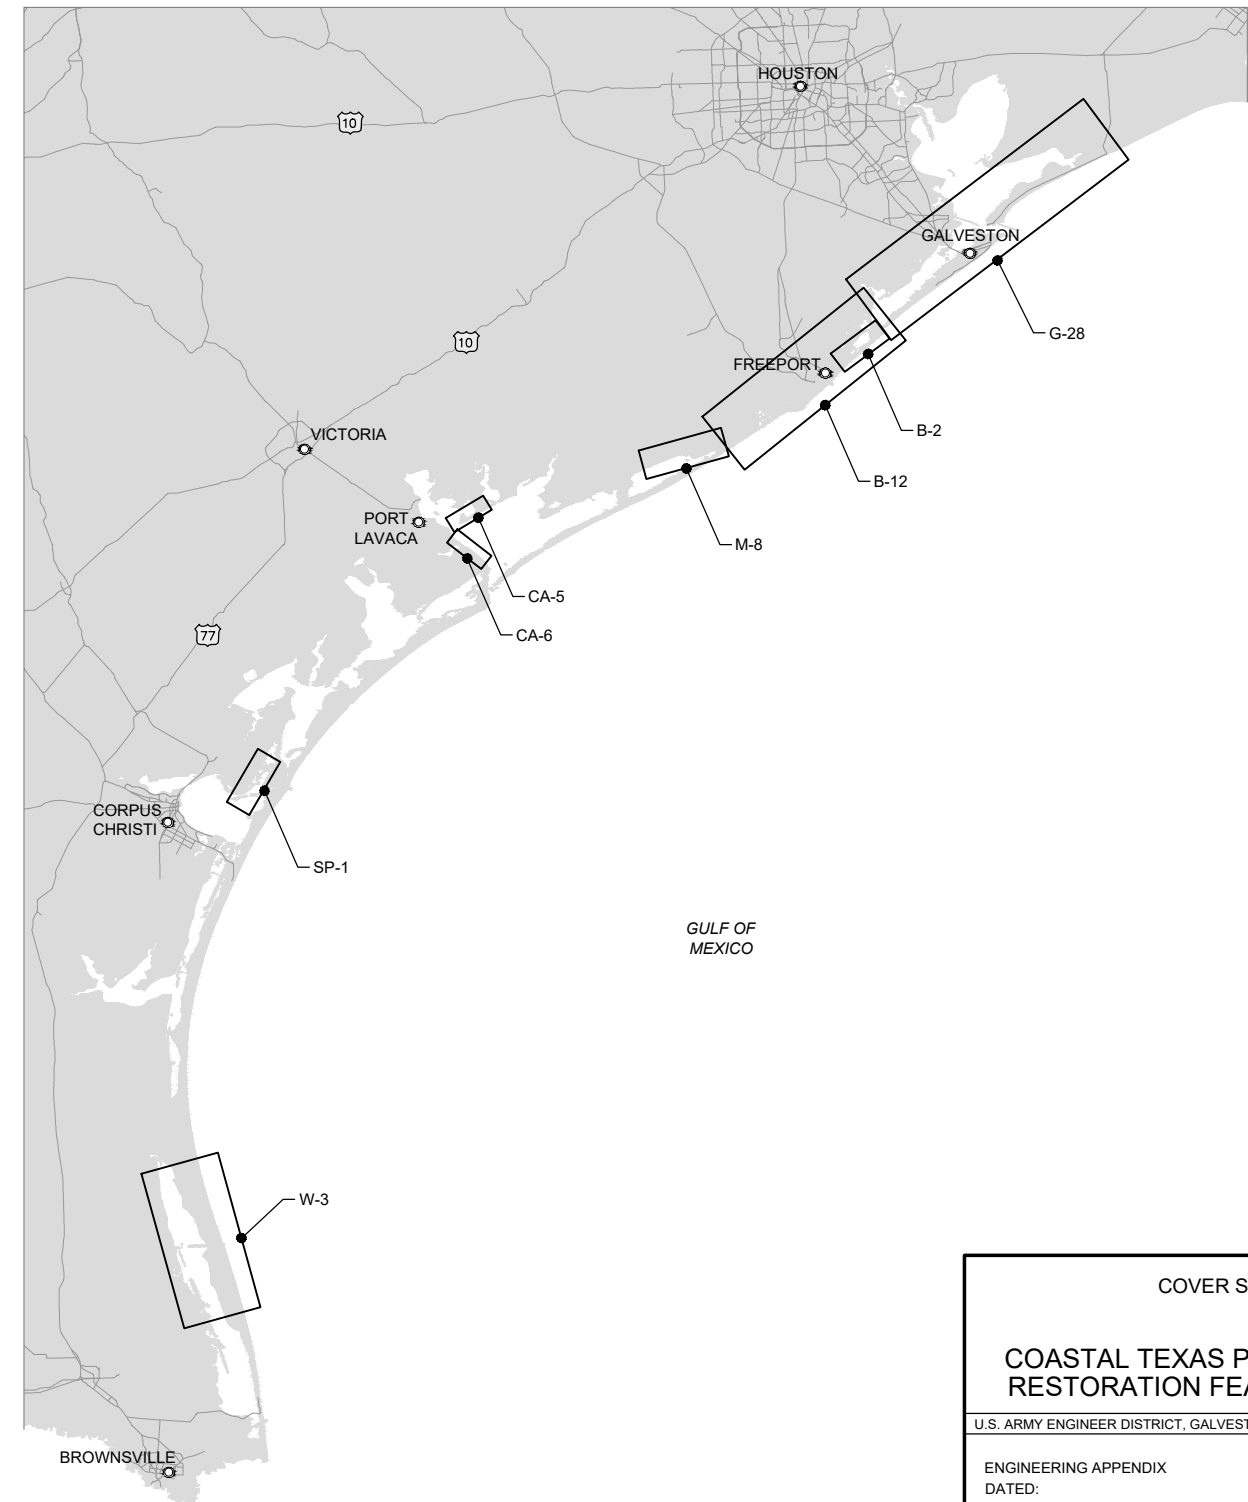 HOUSTON
10
GALVESTON
G-28
10
FREEPORT
B-2
VICTORIA
B-12
PORT
LAVACA
M-8
CA-5
CA-6
77
CORPUS
CHRISTI
SP-1
GULF OF
MEXICO
W-3
BROWNSVILLE
COVER S
COASTAL TEXAS P
RESTORATION FEA
U.S. ARMY ENGINEER DISTRICT, GALVEST
ENGINEERING APPENDIX
DATED: